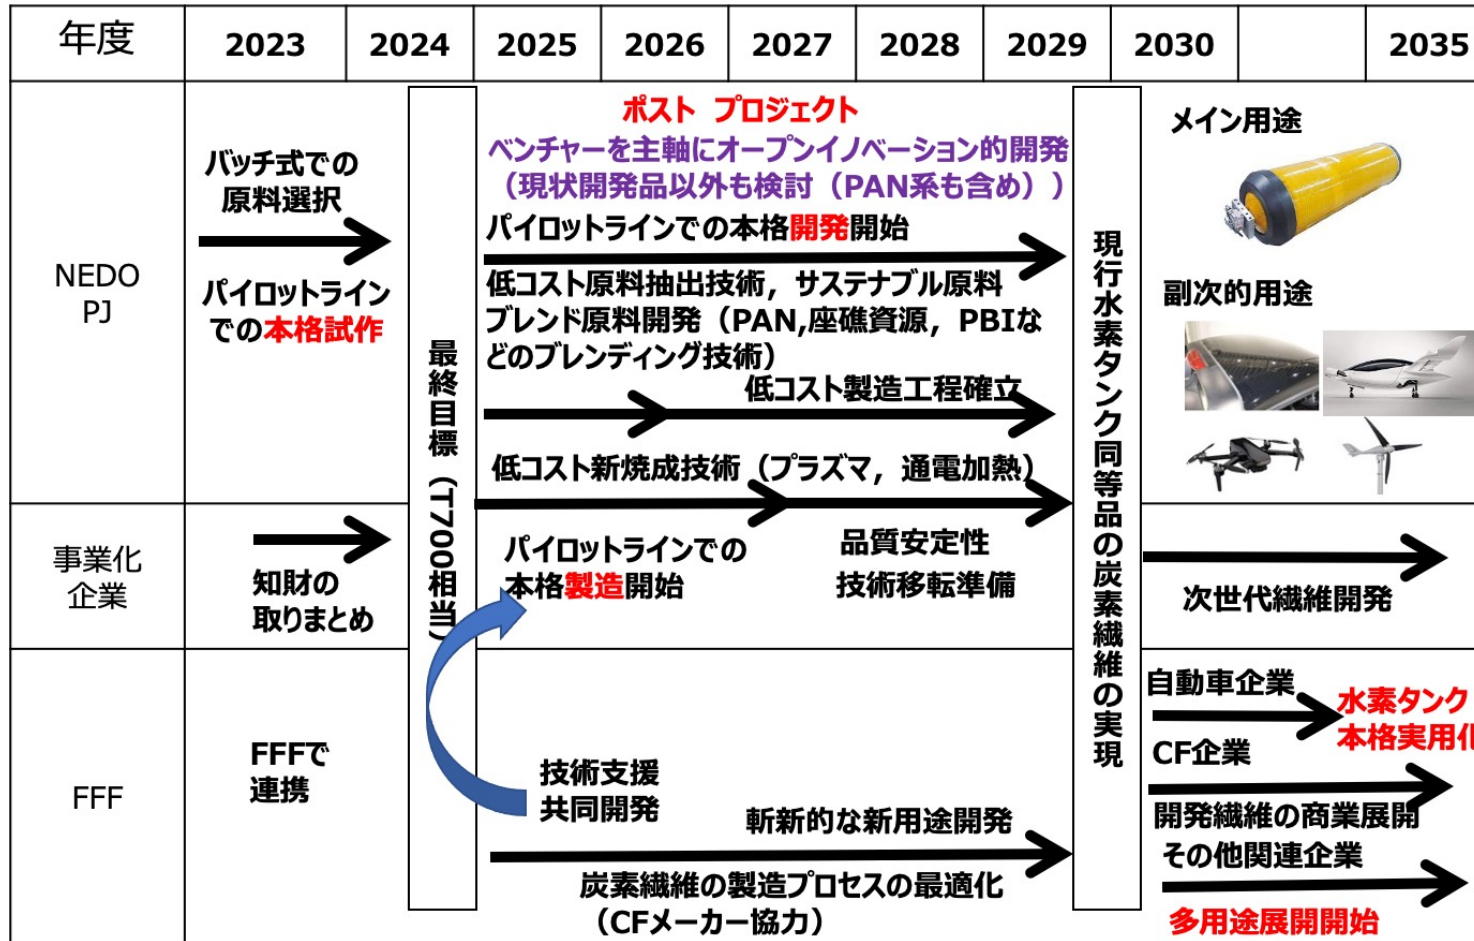 年度
2023
2024
2025
2026
2027
2028
2029
2030
2035
NEDO
PJ
バッチ式での
原料選択
パイロットライン
での本格試作
最終目標（T700相当）
ポスト プロジェクト
ベンチャーを主軸にオープンイノベーション的開発
（現状開発品以外も検討（PAN系も含め））
パイロットラインでの本格開発開始
低コスト原料抽出技術，サステナブル原料
ブレンド原料開発（PAN,座礁資源，PBIな
どのブレンディング技術）
低コスト製造工程確立
低コスト新焼成技術（プラズマ，通電加熱）
現行水素タンク同等品の炭素繊維の実現
メイン用途
副次的用途
事業化
企業
知財の
取りまとめ
パイロットラインでの
本格製造開始
品質安定性
技術移転準備
次世代繊維開発
FFF
FFFで
連携
技術支援
共同開発
斬新的な新用途開発
炭素繊維の製造プロセスの最適化
（CFメーカー協力）
自動車企業
水素タンク
本格実用化
CF企業
開発繊維の商業展開
その他関連企業
多用途展開開始